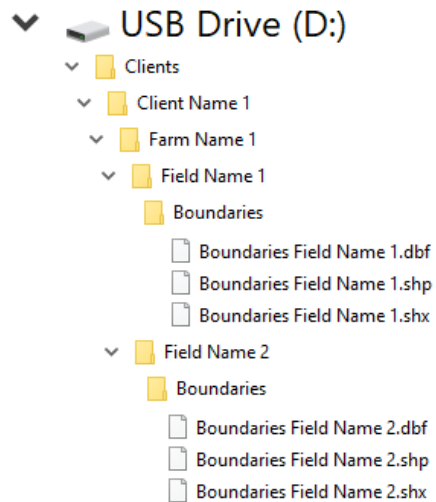 USB Drive (D:)
Clients
Client Name 1
Farm Name 1
Field Name 1
Boundaries
Boundaries Field Name 1.dbf
Boundaries Field Name 1.shp
Boundaries Field Name 1.shx
Field Name 2
Boundaries
Boundaries Field Name 2.dbf
Boundaries Field Name 2.shp
Boundaries Field Name 2.shx